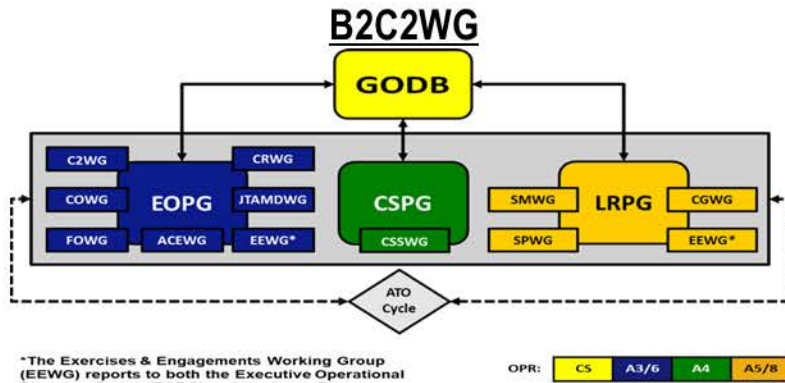 B2C2WG
GODB
C2WG
CRWG
EOPG
COWG
JTAMDWG
FOWG
ACEWG
EEWG*
CSPG
CSSWG
LRPG
SMWG
CGWG
SPWG
EEWG*
ATO
Cycle
*The Exercises & Engagements Working Group
(EEWG) reports to both the Executive Operational
OPR: CS A3/6 A4 A5/8